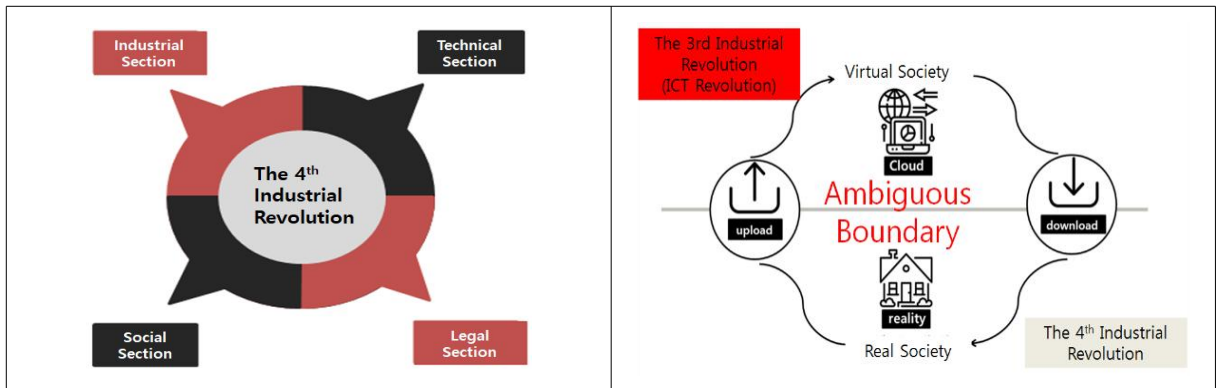 Industrial
Section
Technical
Section
The 4th
Industrial
Revolution
Social
Section
Legal
Section
The 3rd Industrial
Revolution
(ICT Revolution)
Virtual Society
Cloud
Ambiguous
Boundary
upload
download
reality
Real Society
The 4th Industrial
Revolution